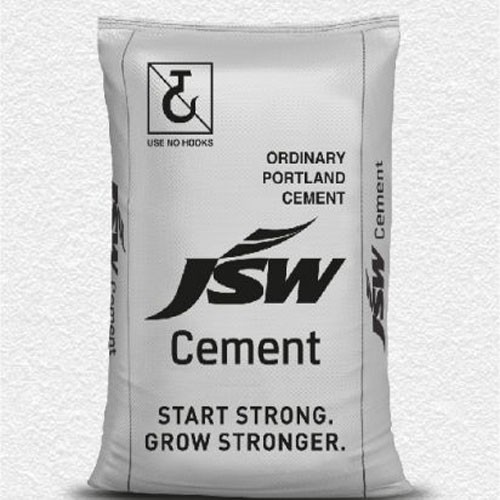 USE NO HOOKS
ORDINARY
PORTLAND
CEMENT
JSW
Cement
START STRONG.
GROW STRONGER.
JSW Cement
JSW Cement